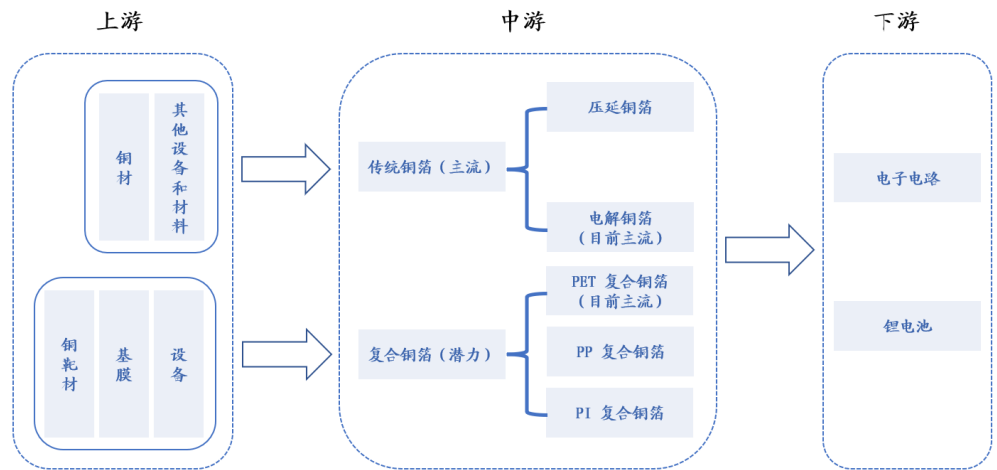 上游
中游
下游
铜材
其他设备和材料
铜靶材
基膜
设备
传统铜箔（主流）
压延铜箔
电解铜箔
（目前主流）
复合铜箔（潜力）
PET 复合铜箔
（目前主流）
PP 复合铜箔
PI 复合铜箔
电子电路
锂电池